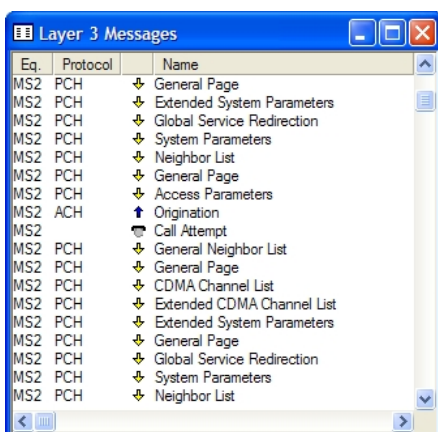 Layer 3 Messages
Eq. Protocol Name
MS2 PCH General Page
MS2 PCH Extended System Parameters
MS2 PCH Global Service Redirection
MS2 PCH System Parameters
MS2 PCH Neighbor List
MS2 PCH General Page
MS2 PCH Access Parameters
MS2 ACH Origination
MS2 Call Attempt
MS2 PCH General Neighbor List
MS2 PCH General Page
MS2 PCH CDMA Channel List
MS2 PCH Extended CDMA Channel List
MS2 PCH Extended System Parameters
MS2 PCH General Page
MS2 PCH Global Service Redirection
MS2 PCH System Parameters
MS2 PCH Neighbor List